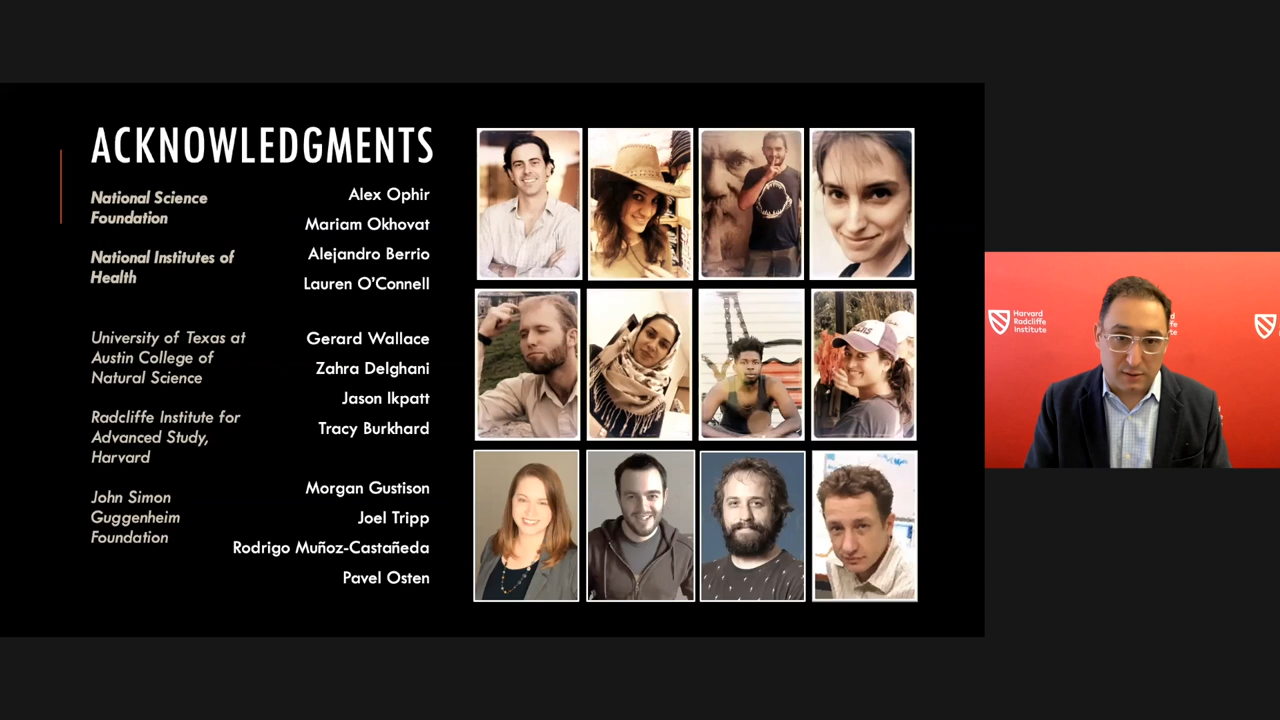 ACKNOWLEDGMENTS
National Science
Foundation
National Institutes of
Health
University of Texas at
Austin College of
Natural Science
Radcliffe Institute for
Advanced Study,
Harvard
John Simon
Guggenheim
Foundation
Alex Ophir
Mariam Okhovat
Alejandro Berrio
Lauren O'Connell
Gerard Wallace
Zahra Delghani
Jason Ikpatt
Tracy Burkhard
Morgan Gustison
Joel Tripp
Rodrigo Muñoz-Castañeda
Pavel Osten
Harvard
Radcliffe
Institute